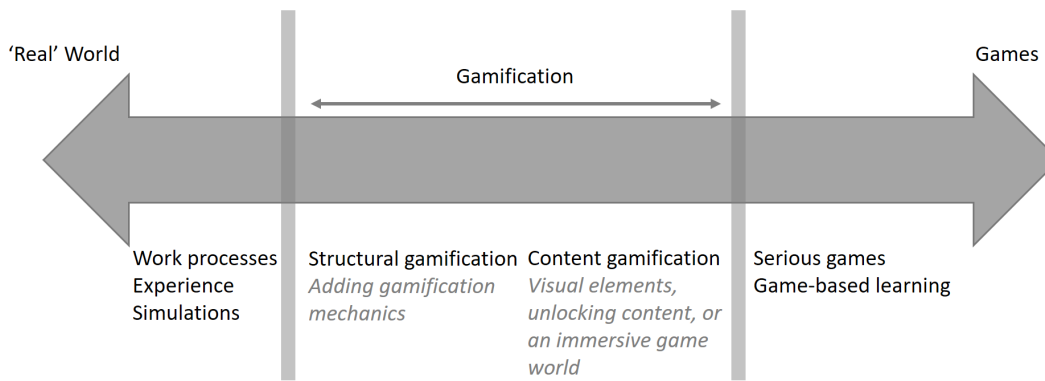 ‘Real’ World
Gamification
Games
Work processes
Experience
Simulations
Structural gamification
Adding gamification
mechanics
Content gamification
Visual elements,
unlocking content, or
an immersive game
world
Serious games
Game-based learning